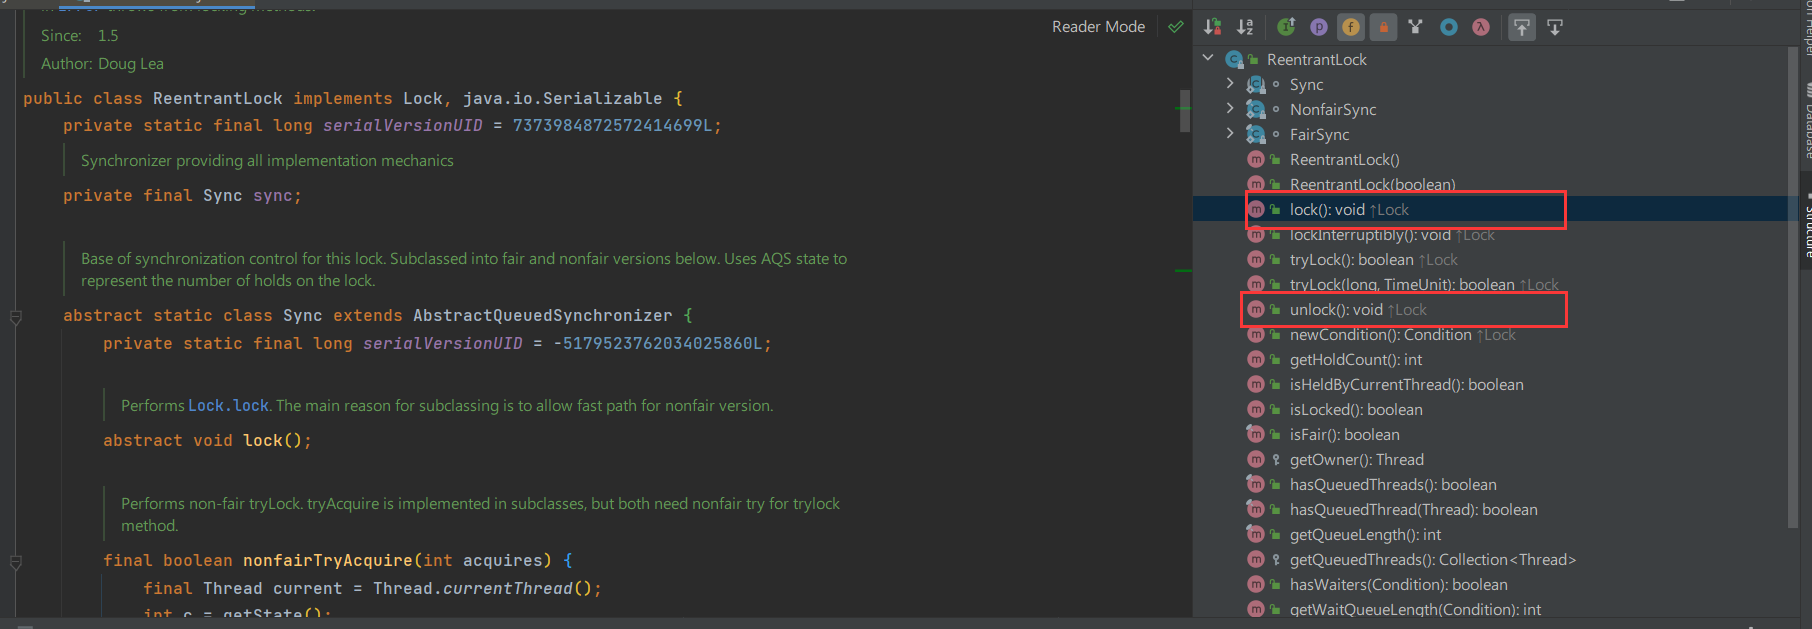 Reader Mode
Since: 1.5
Author: Doug Lea
public class ReentrantLock implements Lock, java.io.Serializable {
private static final long serialVersionUID = 7373984872572414699L;
Synchronizer providing all implementation mechanics
private final Sync sync;
Base of synchronization control for this lock. Subclassed into fair and nonfair versions below. Uses AQS state to
represent the number of holds on the lock.
abstract static class Sync extends AbstractQueuedSynchronizer {
private static final long serialVersionUID = -5179523762034025860L;
Performs Lock.lock. The main reason for subclassing is to allow fast path for nonfair version.
abstract void lock();
Performs non-fair tryLock. tryAcquire is implemented in subclasses, but both need nonfair try for trylock
method.
final boolean nonfairTryAcquire(int acquires) {
final Thread current = Thread.currentThread();
int c = getState();
ReentrantLock
Sync
NonfairSync
FairSync
ReentrantLock()
ReentrantLock(boolean)
lock(): void ↑Lock
lockInterruptibly(): void ↑Lock
tryLock(): boolean ↑Lock
tryLock(long, TimeUnit): boolean ↑Lock
unlock(): void ↑Lock
newCondition(): Condition ↑Lock
getHoldCount(): int
isHeldByCurrentThread(): boolean
isLocked(): boolean
isFair(): boolean
getOwner(): Thread
hasQueuedThreads(): boolean
hasQueuedThread(Thread): boolean
getQueueLength(): int
getQueuedThreads(): Collection<Thread>
hasWaiters(Condition): boolean
getWaitQueueLength(Condition): int
Helper
Database
Structure